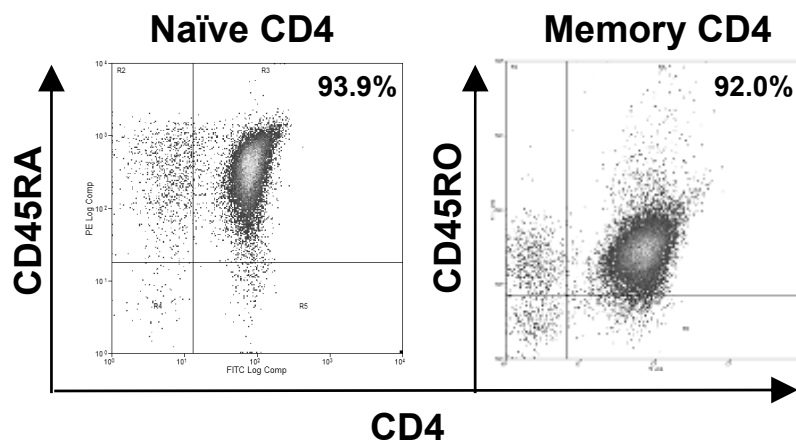 Naïve CD4
Memory CD4
CD45RA
PE Log Comp
10⁴
10³
10²
10¹
10⁰
R2
R3
93.9%
R4
R5
10⁰
10¹
10²
10³
10⁴
FITC Log Comp
CD45RO
92.0%
CD4